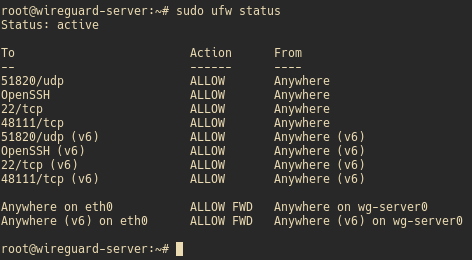 root@wireguard-server:~# sudo ufw status
Status: active
To Action From
-- ------ ----
51820/udp ALLOW Anywhere
OpenSSH ALLOW Anywhere
22/tcp ALLOW Anywhere
48111/tcp ALLOW Anywhere
51820/udp (v6) ALLOW Anywhere (v6)
OpenSSH (v6) ALLOW Anywhere (v6)
22/tcp (v6) ALLOW Anywhere (v6)
48111/tcp (v6) ALLOW Anywhere (v6)
Anywhere on eth0 ALLOW FWD Anywhere on wg-server0
Anywhere (v6) on eth0 ALLOW FWD Anywhere (v6) on wg-server0
root@wireguard-server:~#